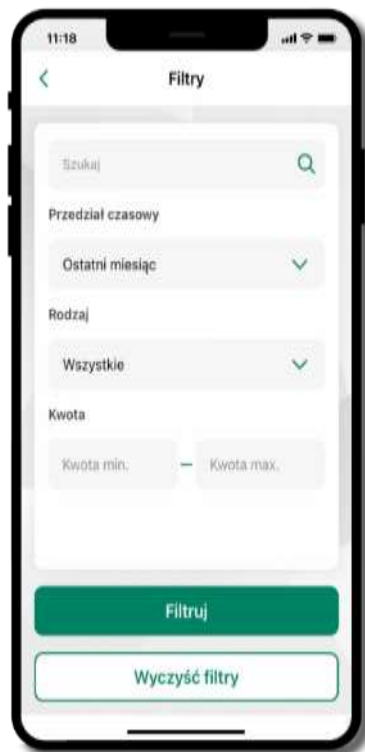 11:18
Filtry
Szukaj
Przedział czasowy
Ostatni miesiąc
Rodzaj
Wszystkie
Kwota
Kwota min. – Kwota max.
Filtruj
Wyczyść filtry